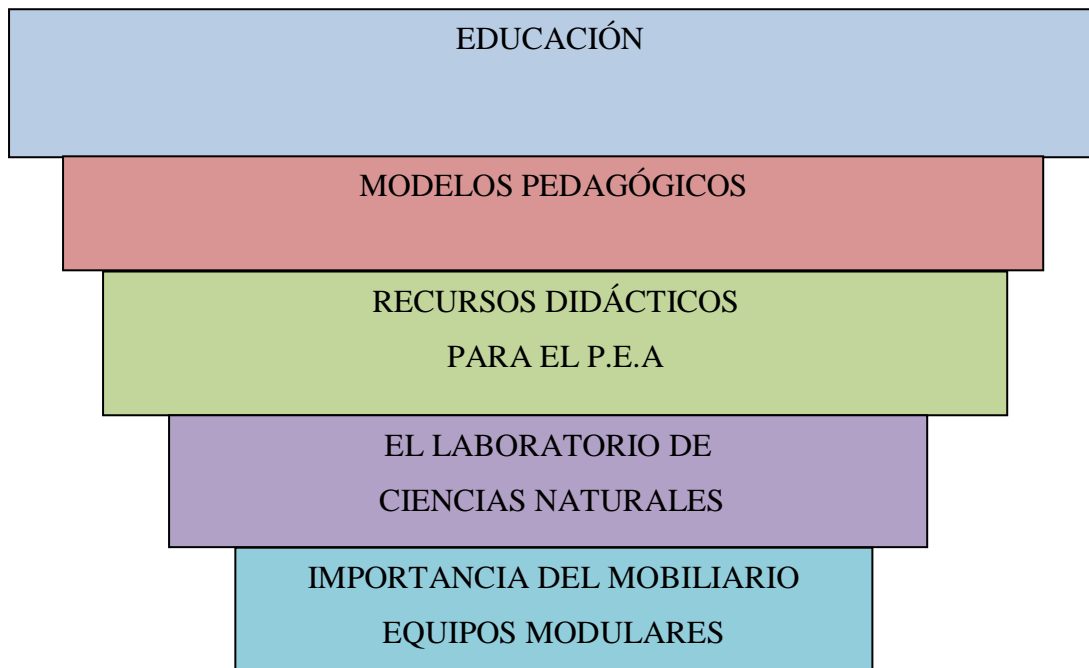 EDUCACIÓN
MODELOS PEDAGÓGICOS
RECURSOS DIDÁCTICOS
PARA EL P.E.A
EL LABORATORIO DE
CIENCIAS NATURALES
IMPORTANCIA DEL MOBILIARIO
EQUIPOS MODULARES